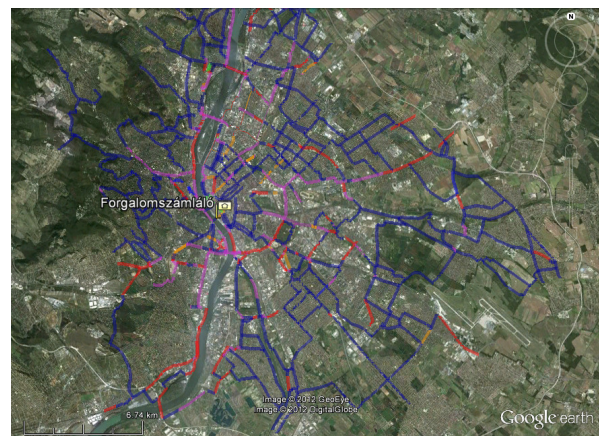 N
Forgalomszámláló
6.74 km
Image © 2012 GeoEye
Image © 2012 DigitalGlobe
Google earth